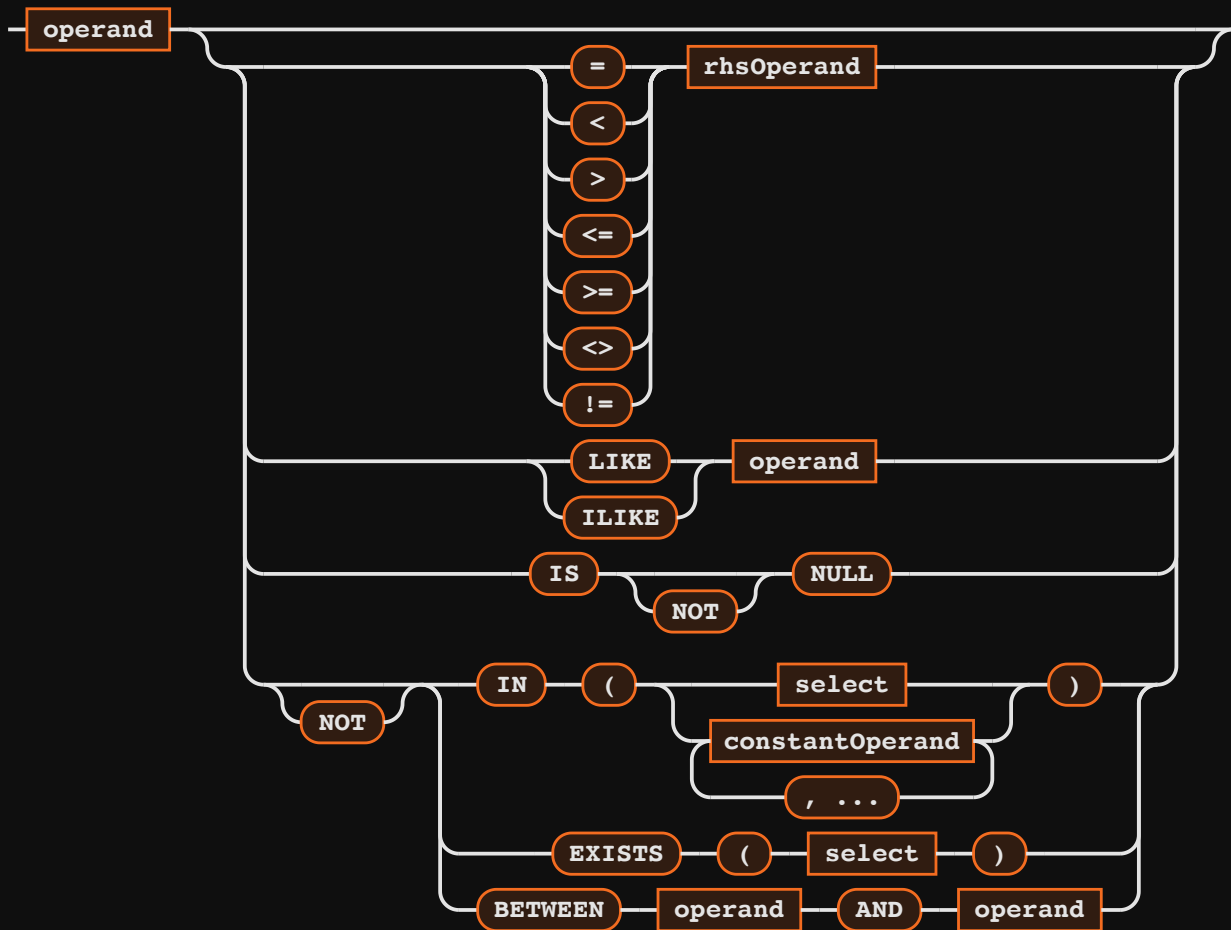 operand
= rhsOperand
<
>
<=
>=
<>
!=
LIKE operand
ILIKE
IS NULL
NOT
IN ( select )
NOT
constantOperand
, ...
EXISTS ( select )
BETWEEN operand AND operand